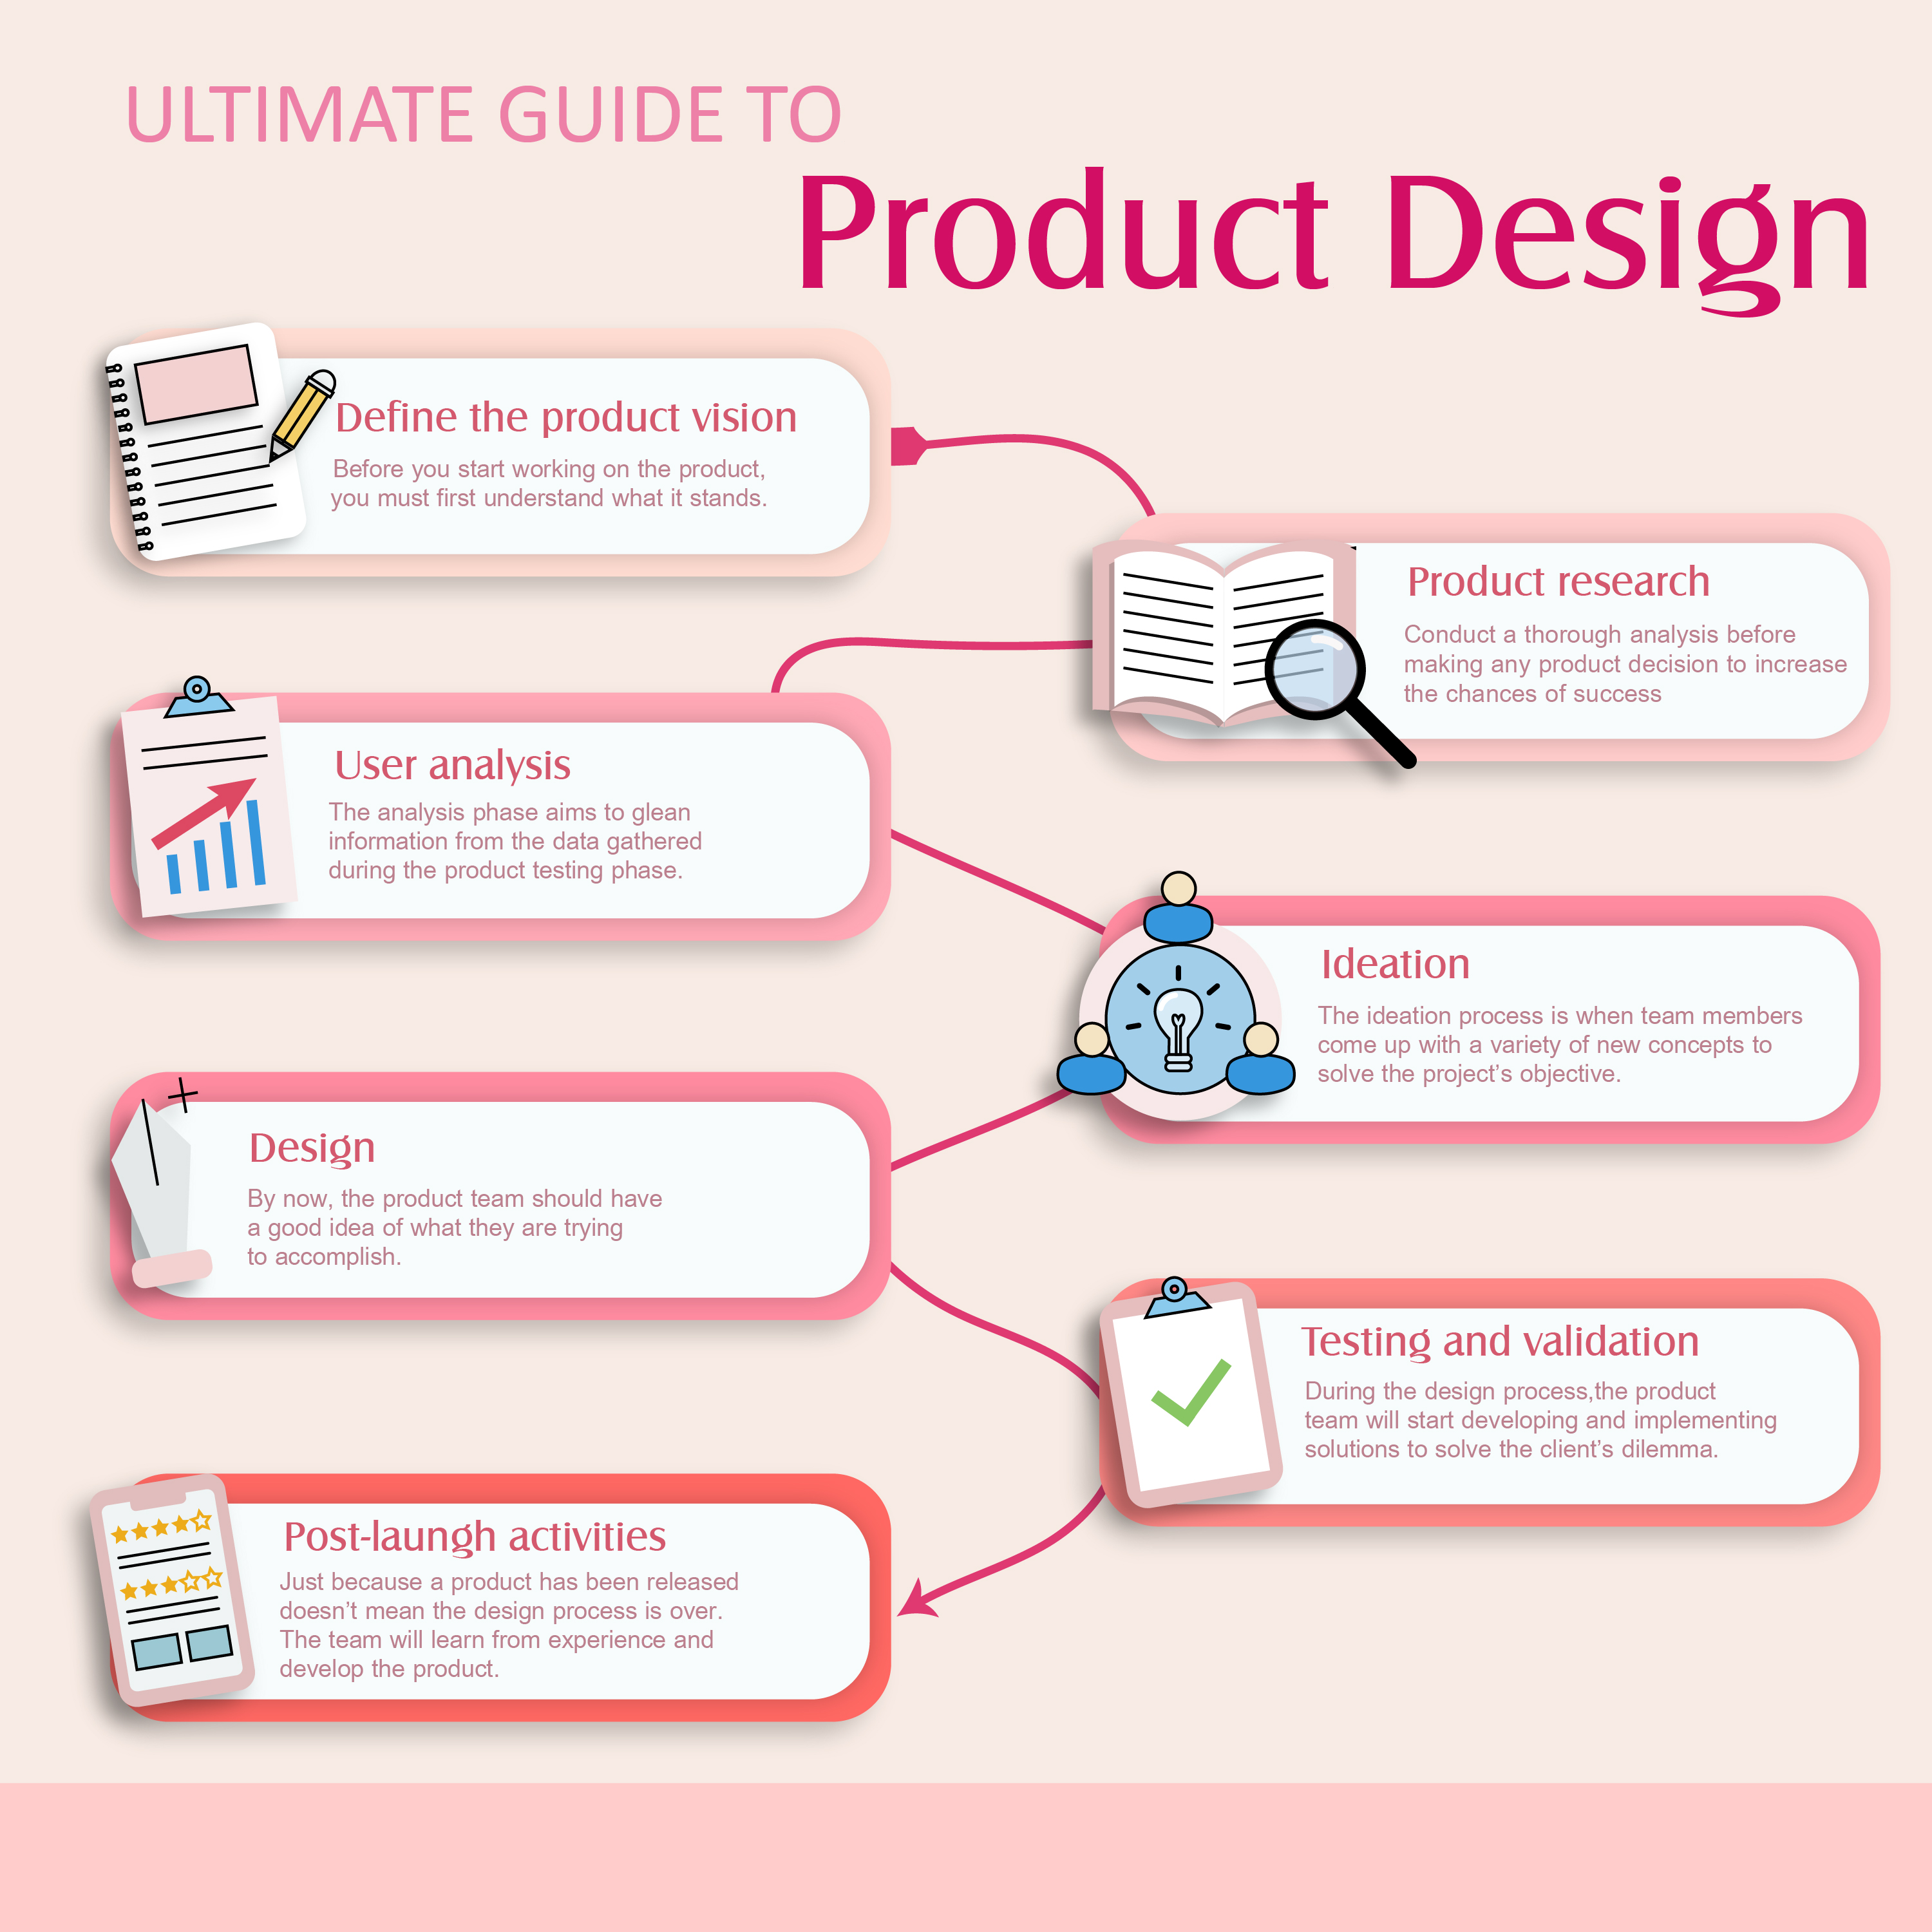 ULTIMATE GUIDE TO
Product Design
Define the product vision
Before you start working on the product,
you must first understand what it stands.
Product research
Conduct a thorough analysis before
making any product decision to increase
the chances of success
User analysis
The analysis phase aims to glean
information from the data gathered
during the product testing phase.
Ideation
The ideation process is when team members
come up with a variety of new concepts to
solve the project’s objective.
Design
By now, the product team should have
a good idea of what they are trying
to accomplish.
Testing and validation
During the design process,the product
team will start developing and implementing
solutions to solve the client’s dilemma.
Post-laungh activities
Just because a product has been released
doesn’t mean the design process is over.
The team will learn from experience and
develop the product.